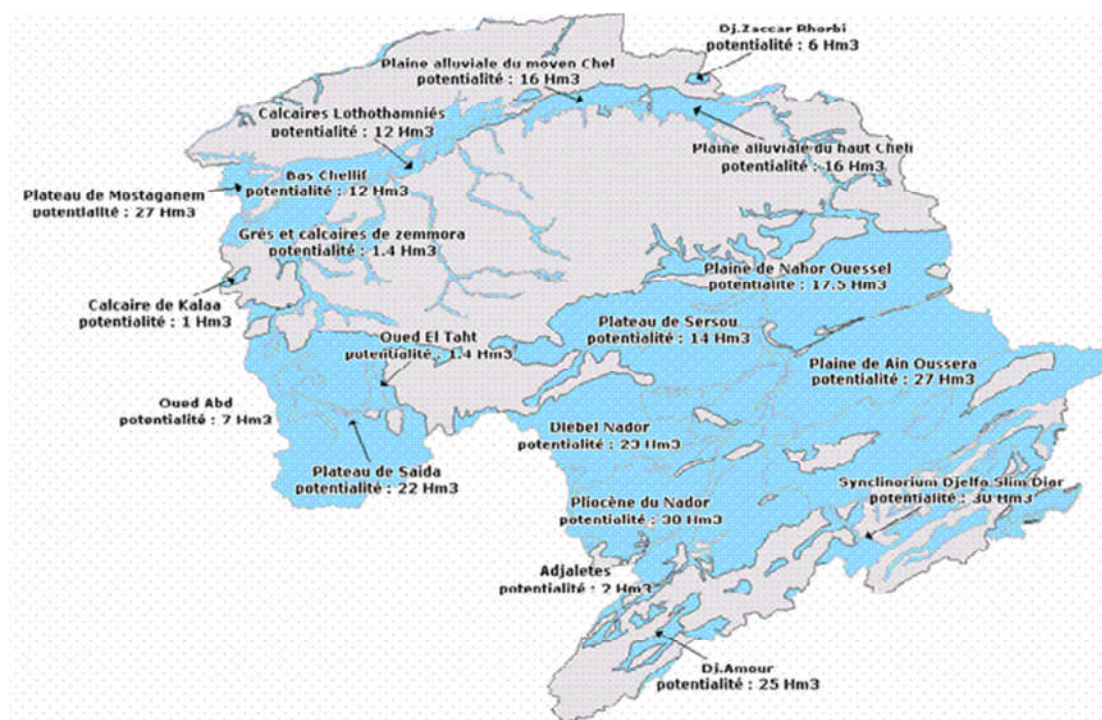 Dj.Zaccar Rhorbi
potentialité : 6 Hm3
Plaine alluviale du moyen Chel
potentialité : 16 Hm3
Calcaires Lothothamniés
potentialité : 12 Hm3
Plaine alluviale du haut Cheli
potentialité : 16 Hm3
Bas Chellif
potentialité : 12 Hm3
Plateau de Mostaganem
potentialité : 27 Hm3
Grés et calcaires de zemmora
potentialité : 1.4 Hm3
Plaine de Nahor Ouessel
potentialité : 17.5 Hm3
Calcaire de Kalaa
potentialité : 1 Hm3
Plateau de Sersou
potentialité : 14 Hm3
Oued El Taht
potentialité : 1.4 Hm3
Plaine de Ain Oussera
potentialité : 27 Hm3
Oued Abd
potentialité : 7 Hm3
Djebel Nador
potentialité : 23 Hm3
Plateau de Saida
potentialité : 22 Hm3
Synclinorium Djelfa.Slim.Diar
potentialité : 30 Hm3
Pliocène du Nador
potentialité : 30 Hm3
Adjaletes
potentialité : 2 Hm3
Dj.Amour
potentialité : 25 Hm3